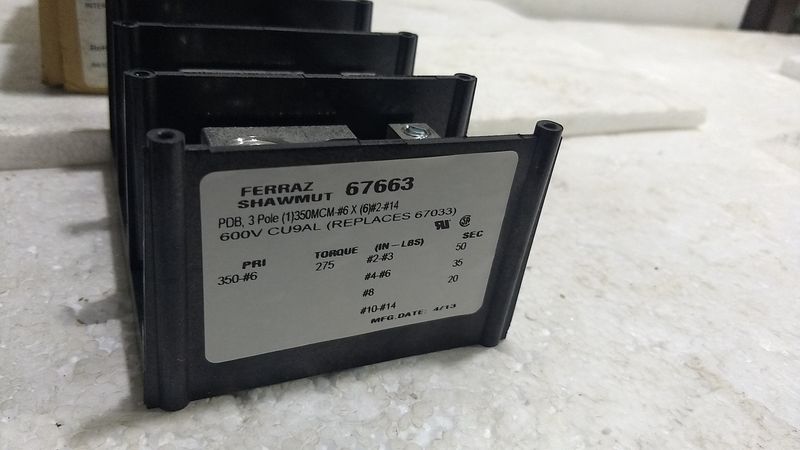 INTER
FERRAZ
SHAWMUT 67663
PDB, 3 Pole (1)350MCM-#6 X (6)#2-#14
600V CU9AL (REPLACES 67033)
PRI TORQUE (IN-LBS) SEC
350-#6 275 #2-#3 50
#4-#6 35
#8 20
#10-#14
MFG.DATE: 4/13